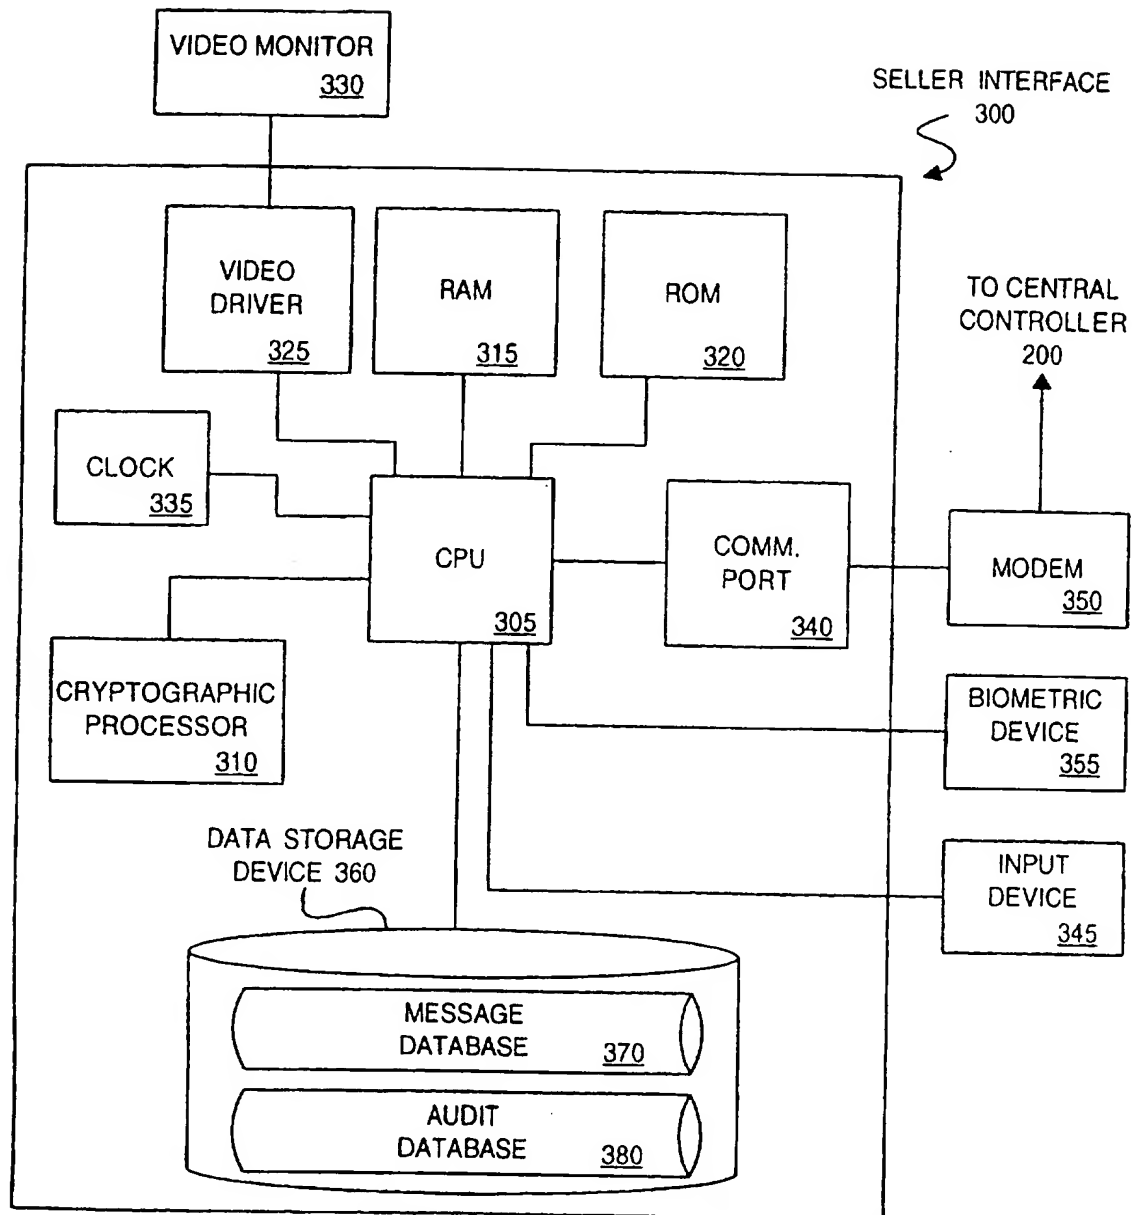 VIDEO MONITOR
330
SELLER INTERFACE
300
VIDEO
DRIVER
325
RAM
315
ROM
320
TO CENTRAL
CONTROLLER
200
CLOCK
335
CPU
305
COMM.
PORT
340
MODEM
350
CRYPTOGRAPHIC
PROCESSOR
310
BIOMETRIC
DEVICE
355
DATA STORAGE
DEVICE 360
INPUT
DEVICE
345
MESSAGE
DATABASE
370
AUDIT
DATABASE
380